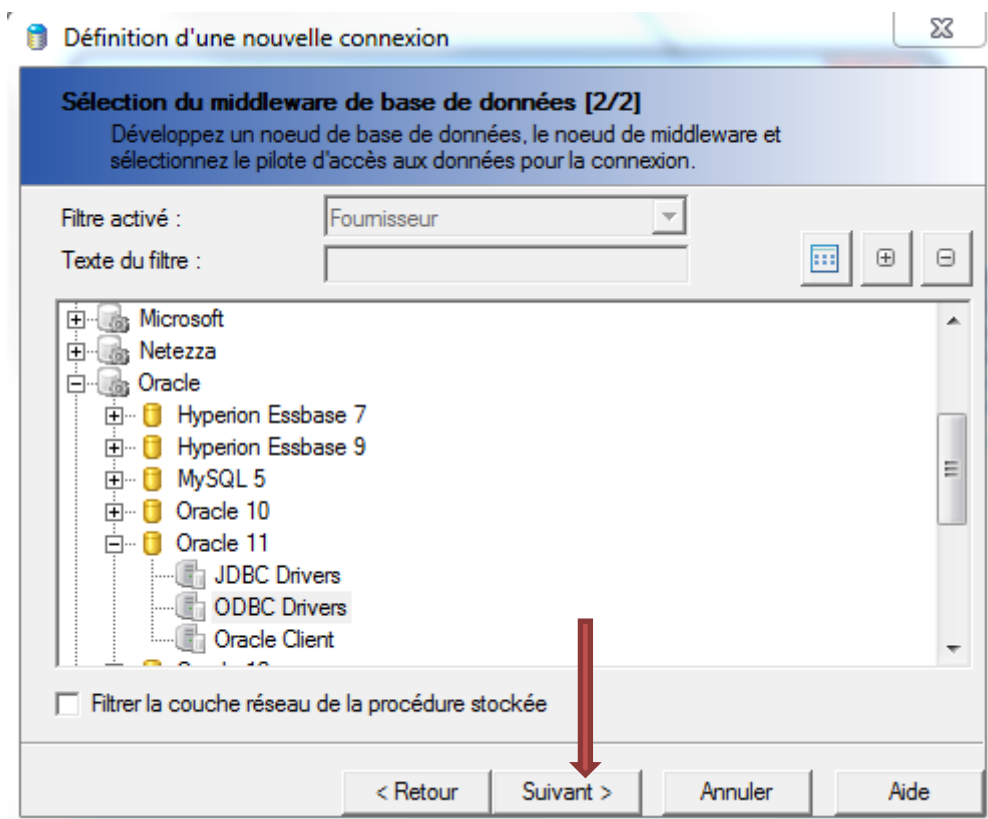 Définition d'une nouvelle connexion
Sélection du middleware de base de données [2/2]
Développez un noeud de base de données, le noeud de middleware et
sélectionnez le pilote d'accès aux données pour la connexion.
Filtre activé :
Fournisseur
Texte du filtre :
Microsoft
Netezza
Oracle
Hyperion Essbase 7
Hyperion Essbase 9
MySQL 5
Oracle 10
Oracle 11
JDBC Drivers
ODBC Drivers
Oracle Client
Filtrer la couche réseau de la procédure stockée
< Retour
Suivant >
Annuler
Aide